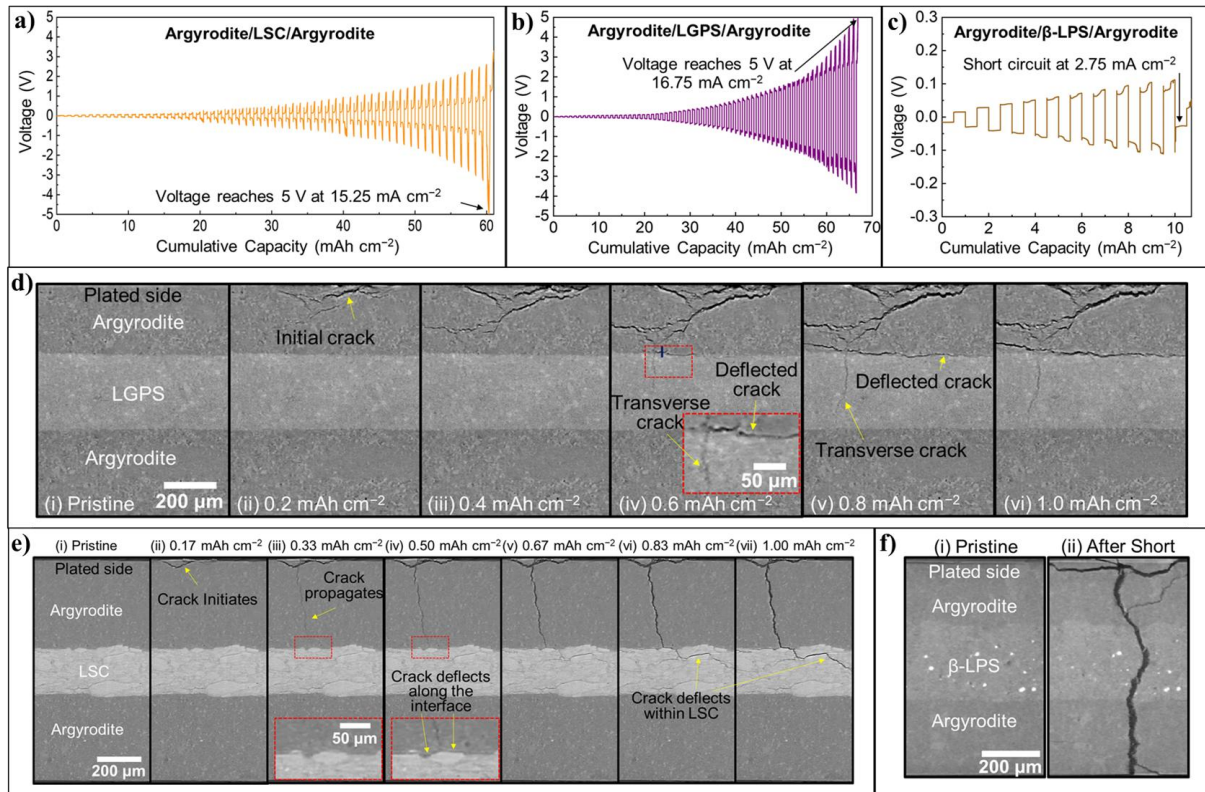 a)
Argyrodite/LSC/Argyrodite
Voltage (V)
5
4
3
2
1
0
-1
-2
-3
-4
-5
Voltage reaches 5 V at 15.25 mA cm⁻²
0 10 20 30 40 50 60
Cumulative Capacity (mAh cm⁻²)
b)
Argyrodite/LGPS/Argyrodite
Voltage reaches 5 V at
16.75 mA cm⁻²
Voltage (V)
5
4
3
2
1
0
-1
-2
-3
-4
-5
0 10 20 30 40 50 60 70
Cumulative Capacity (mAh cm⁻²)
c)
Argyrodite/β-LPS/Argyrodite
Short circuit at 2.75 mA cm⁻²
Voltage (V)
0.3
0.2
0.1
0.0
-0.1
-0.2
-0.3
0 2 4 6 8 10
Cumulative Capacity (mAh cm⁻²)
d)
Plated side
Argyrodite
LGPS
Argyrodite
200 µm
(i) Pristine
Initial crack
(ii) 0.2 mAh cm⁻²
(iii) 0.4 mAh cm⁻²
Deflected
crack
Transverse
crack
50 µm
(iv) 0.6 mAh cm⁻²
Deflected crack
Transverse crack
(v) 0.8 mAh cm⁻²
(vi) 1.0 mAh cm⁻²
e)
(i) Pristine
(ii) 0.17 mAh cm⁻²
(iii) 0.33 mAh cm⁻²
(iv) 0.50 mAh cm⁻²
(v) 0.67 mAh cm⁻²
(vi) 0.83 mAh cm⁻²
(vii) 1.00 mAh cm⁻²
Plated side
Argyrodite
LSC
Argyrodite
200 µm
Crack Initiates
Crack
propagates
50 µm
Crack deflects
along the
interface
Crack deflects
within LSC
f)
(i) Pristine
(ii) After Short
Plated side
Argyrodite
β-LPS
Argyrodite
200 µm